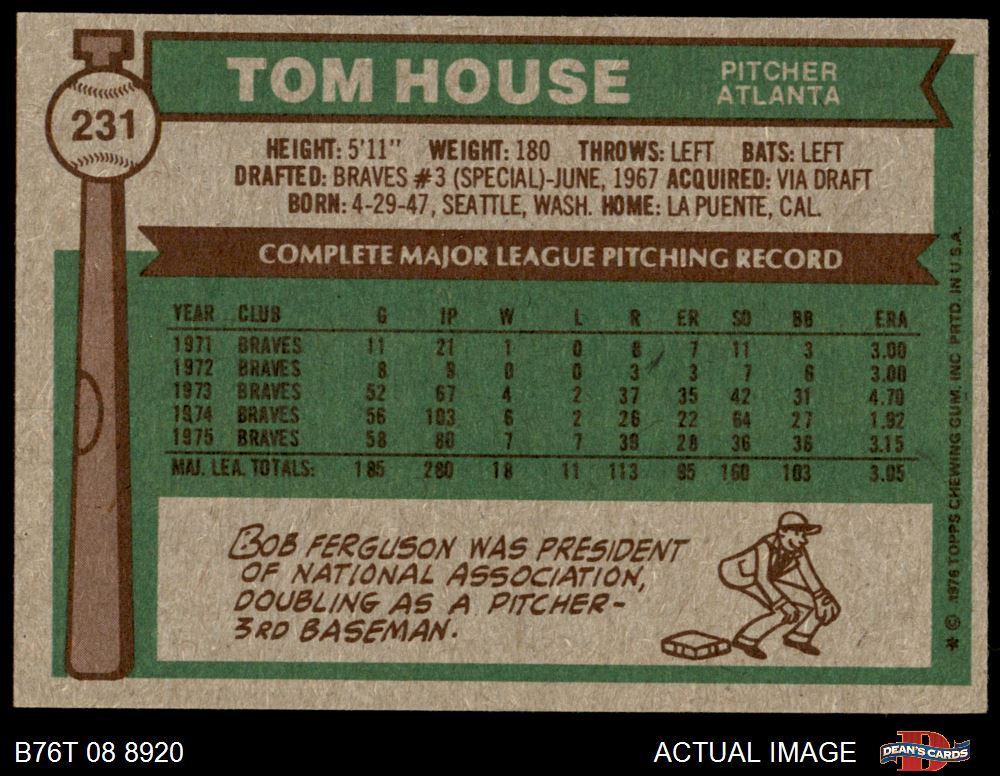 231
TOM HOUSE
PITCHER
ATLANTA
HEIGHT: 5'11" WEIGHT: 180 THROWS: LEFT BATS: LEFT
DRAFTED: BRAVES #3 (SPECIAL)-JUNE, 1967 ACQUIRED: VIA DRAFT
BORN: 4-29-47, SEATTLE, WASH. HOME: LA PUENTE, CAL.
COMPLETE MAJOR LEAGUE PITCHING RECORD
YEAR CLUB G IP W L R ER SO BB ERA
1971 BRAVES 11 21 1 0 8 7 11 3 3.00
1972 BRAVES 8 9 0 0 3 3 7 6 3.00
1973 BRAVES 52 67 4 2 37 35 42 31 4.70
1974 BRAVES 56 103 6 2 26 22 64 27 1.92
1975 BRAVES 58 80 7 7 39 28 36 36 3.15
MAJ. LEA. TOTALS: 185 280 18 11 113 95 160 103 3.05
BOB FERGUSON WAS PRESIDENT
OF NATIONAL ASSOCIATION,
DOUBLING AS A PITCHER-
3RD BASEMAN.
* © 1976 TOPPS CHEWING GUM, INC. PRTD. IN U.S.A.
B76T 08 8920
ACTUAL IMAGE
D
DEAN'S CARDS